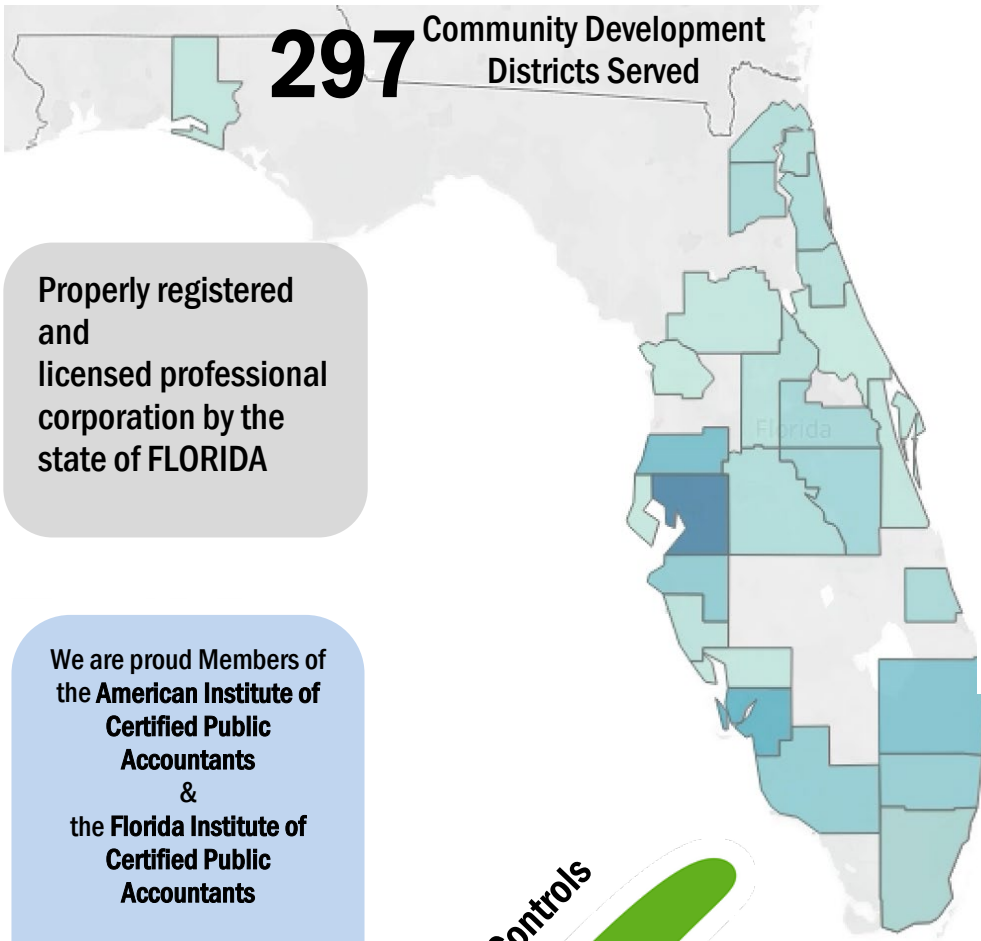 297
Community Development
Districts Served
Properly registered
and
licensed professional
corporation by the
state of FLORIDA
Florida
We are proud Members of
the American Institute of
Certified Public
Accountants
&
the Florida Institute of
Certified Public
Accountants
Controls